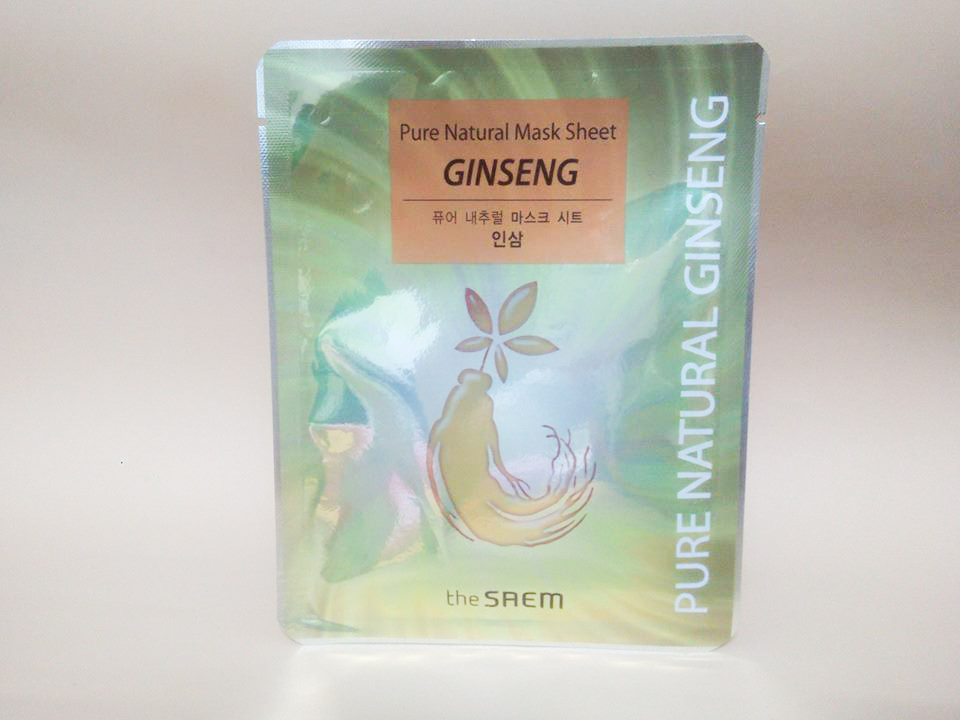 Pure Natural Mask Sheet
GINSENG
퓨어 내추럴 마스크 시트
인삼
PURE NATURAL GINSENG
the SAEM